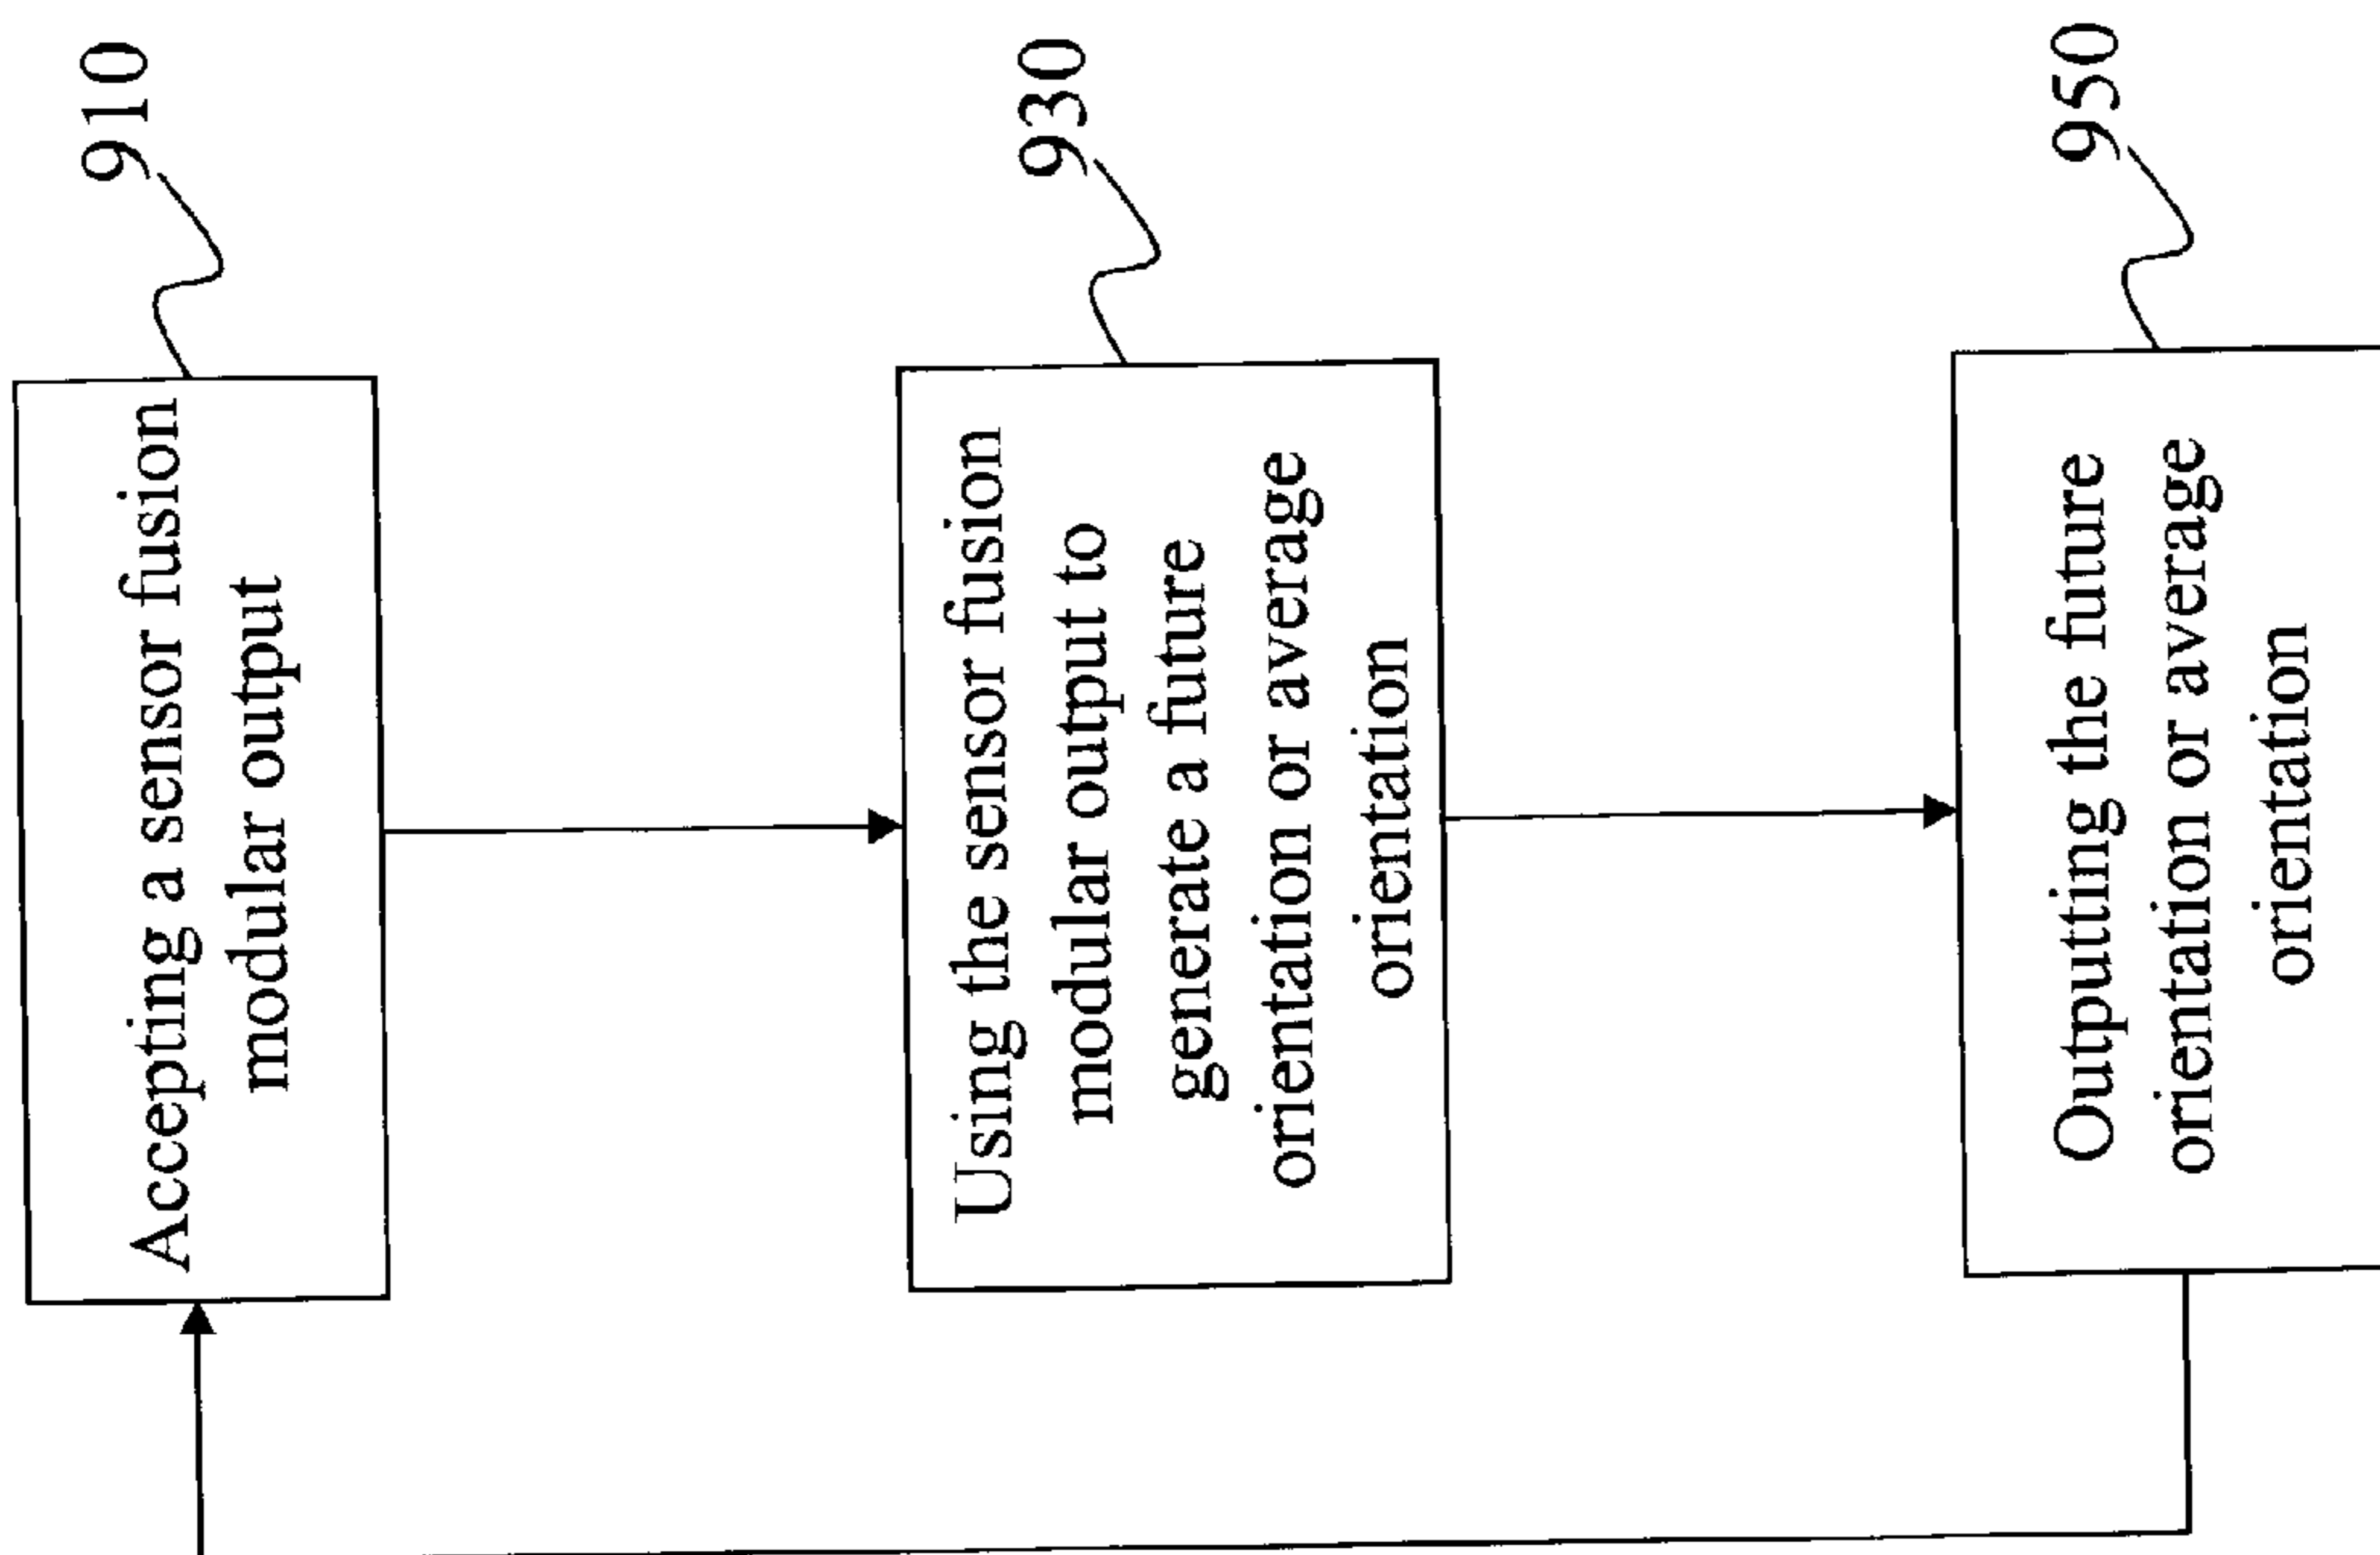 910
Accepting a sensor fusion
modular output
930
Using the sensor fusion
modular output to
generate a future
orientation or average
orientation
950
Outputting the future
orientation or average
orientation